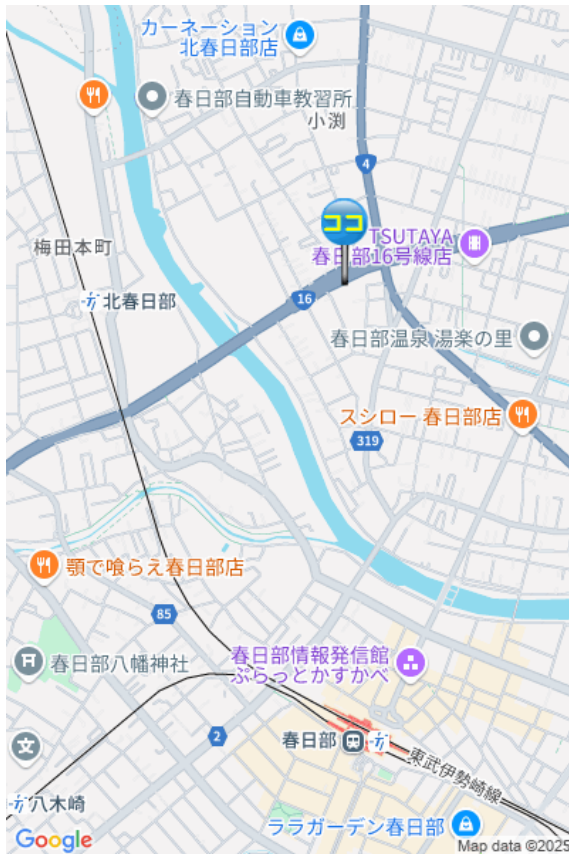 カーネーション
北春日部店
春日部自動車教習所
小渕
4
ココ
梅田本町
TSUTAYA
春日部16号線店
北春日部
16
春日部温泉 湯楽の里
スシロー 春日部店
319
顎で喰らえ春日部店
85
春日部情報発信館
ぷらっとかすかべ
春日部八幡神社
2
春日部
東武伊勢崎線
文
八木崎
ララガーデン春日部
Google
Map data ©2025